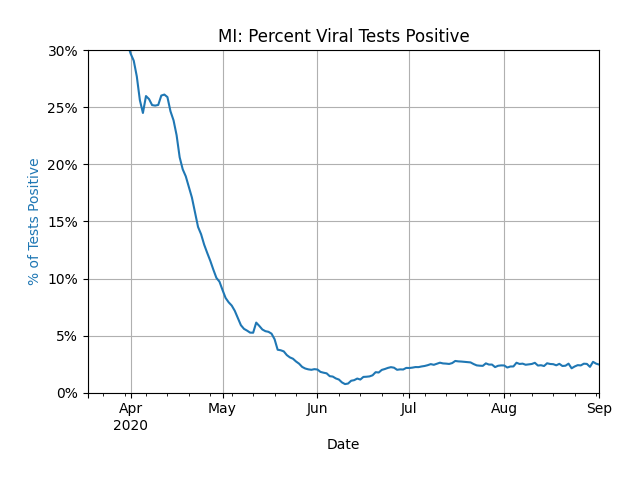 MI: Percent Viral Tests Positive
30%
25%
20%
15%
10%
5%
0%
% of Tests Positive
Apr May Jun Jul Aug Sep
2020
Date